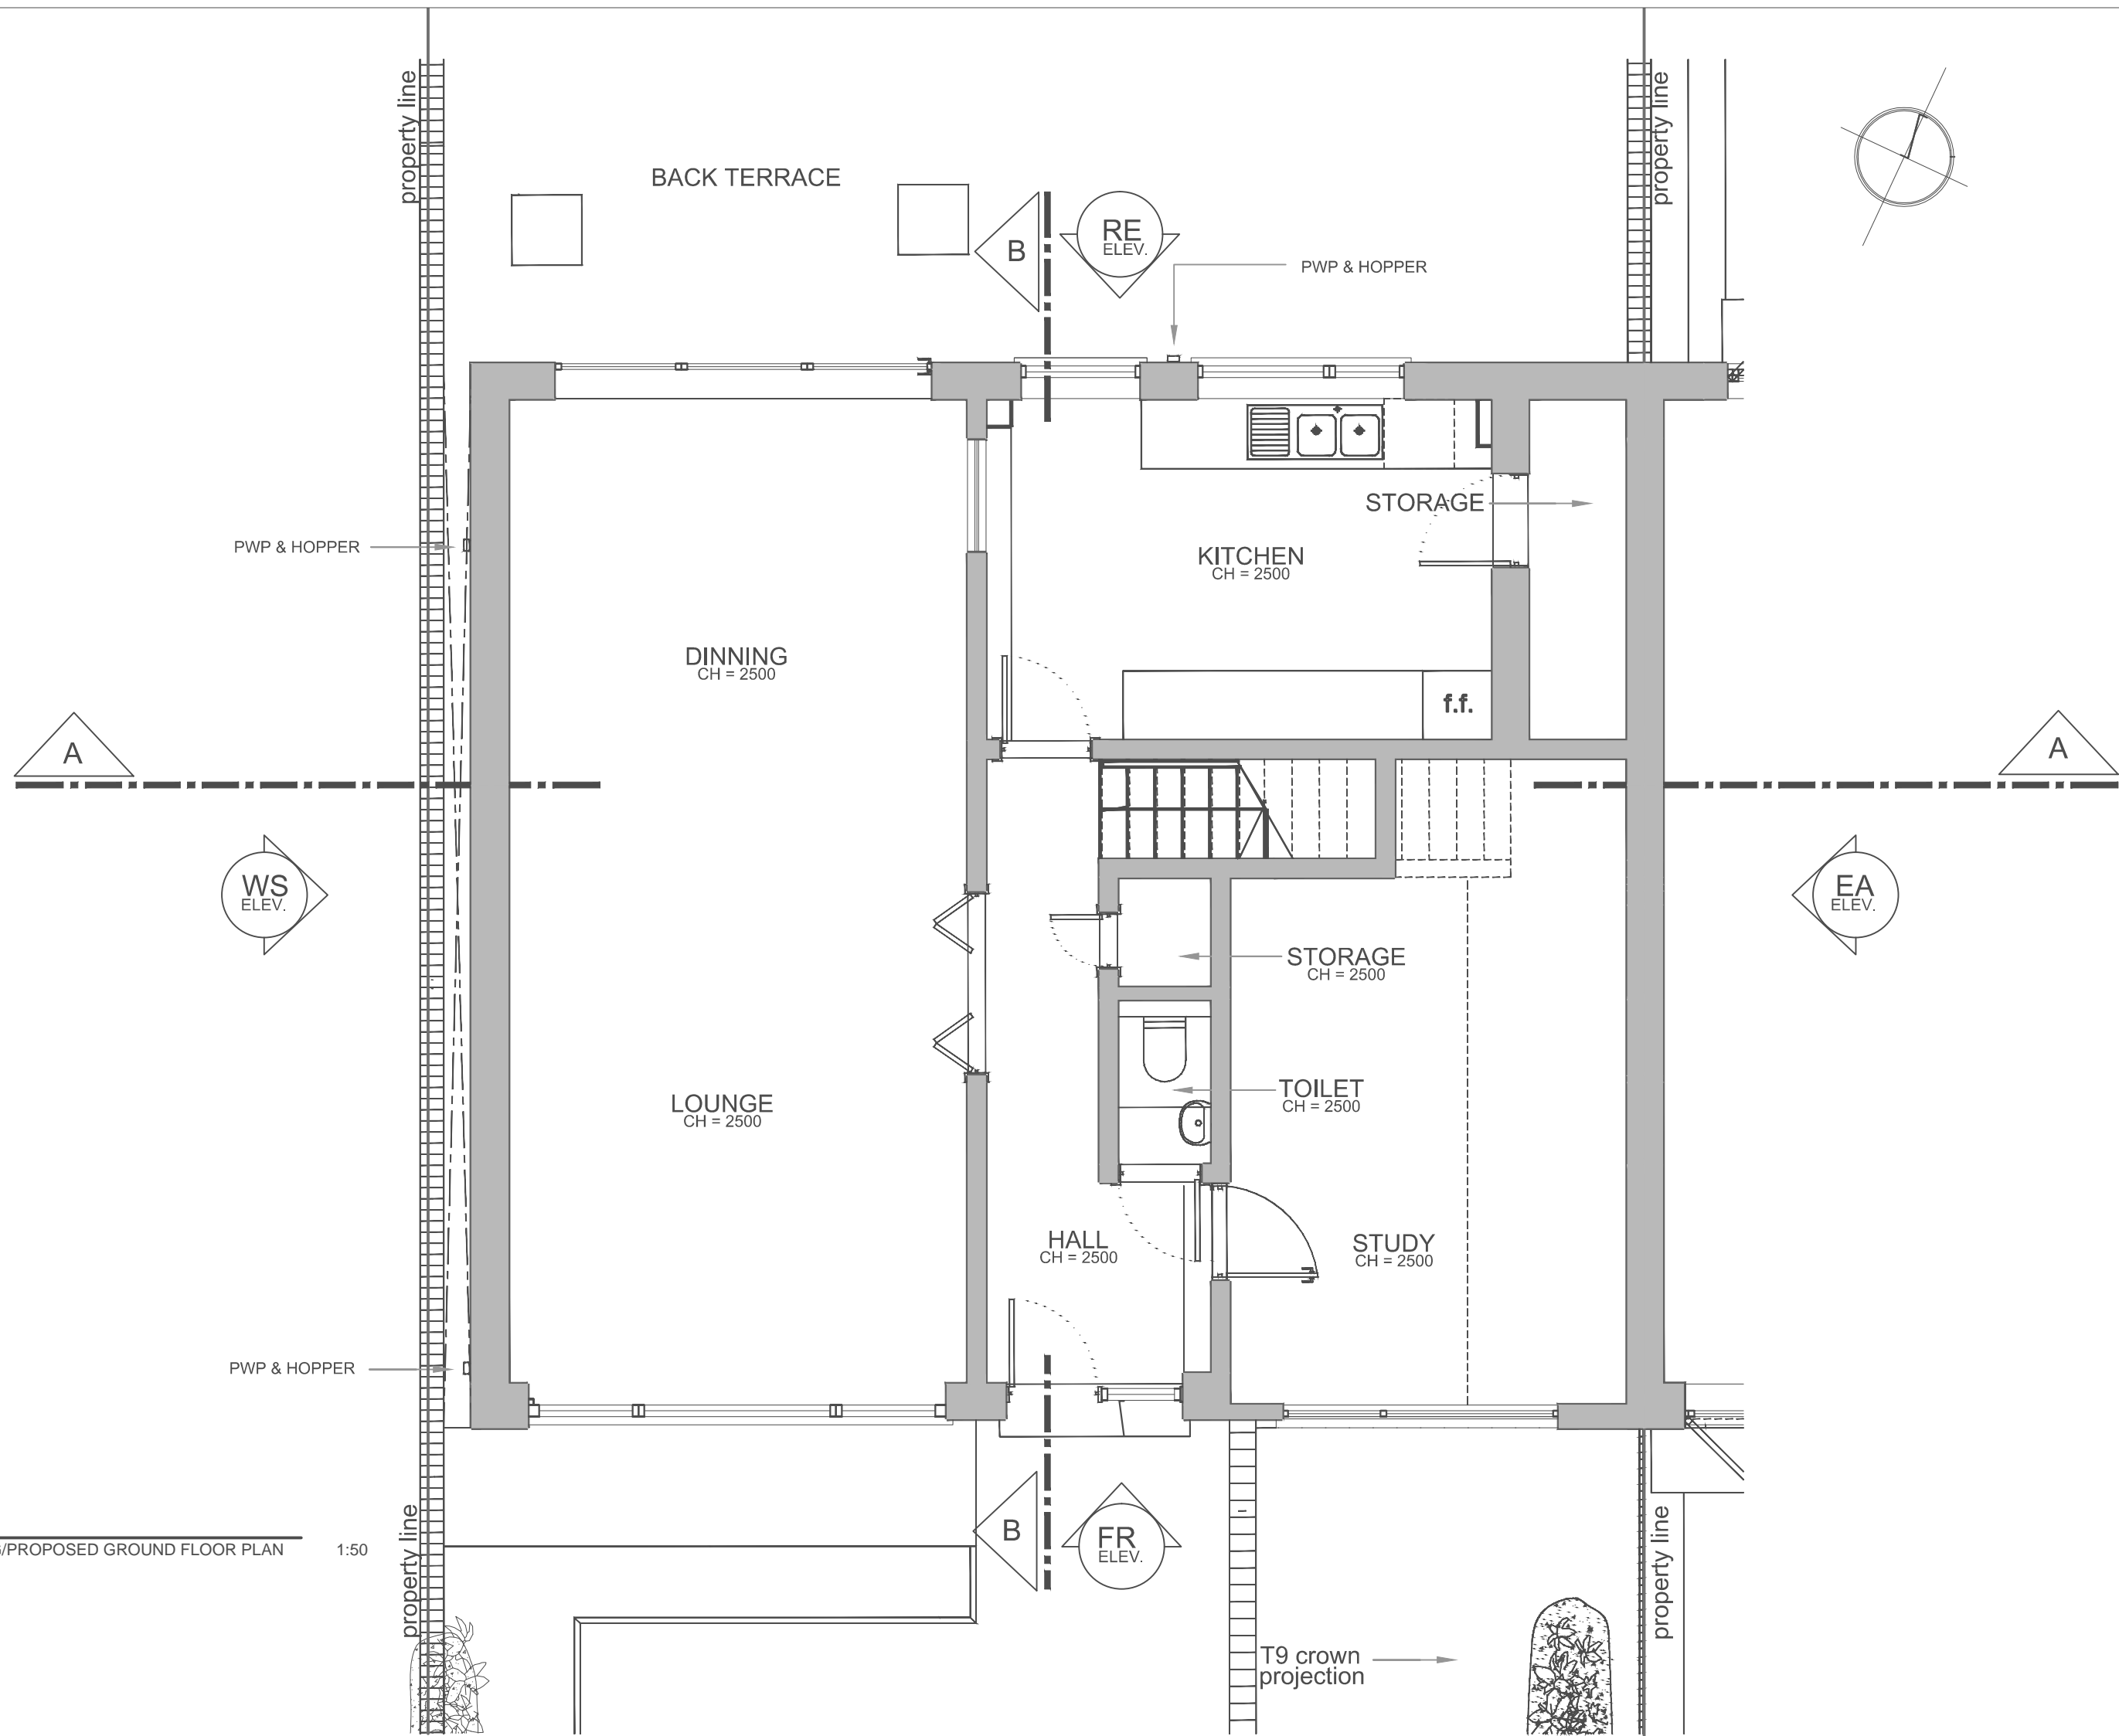 property line
property line
BACK TERRACE
B
RE
ELEV.
PWP & HOPPER
STORAGE
PWP & HOPPER
KITCHEN
CH = 2500
DINNING
CH = 2500
f.f.
A
A
WS
ELEV.
EA
ELEV.
STORAGE
CH = 2500
TOILET
CH = 2500
LOUNGE
CH = 2500
HALL
CH = 2500
STUDY
CH = 2500
PWP & HOPPER
B
FR
ELEV.
/PROPOSED GROUND FLOOR PLAN
1:50
property line
property line
T9 crown
projection